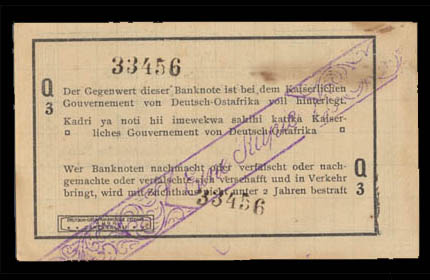 33456
Q
3
Der Gegenwert dieser Banknote ist bei dem Kaiserlichen
Gouvernement von Deutsch-Ostafrika voll hinterlegt.
Kadri ya noti hii imewekwa sakihi katika Kaiser-
¤ liches Gouvernement von Deutsch-Ostafrika ¤
Wer Banknoten nachmacht oder verfälscht oder nach-
gemachte oder verfälschte sich verschafft und in Verkehr
bringt, wird mit Zuchthaus nicht unter 2 Jahren bestraft
Q
3
33456
Eine Rupie